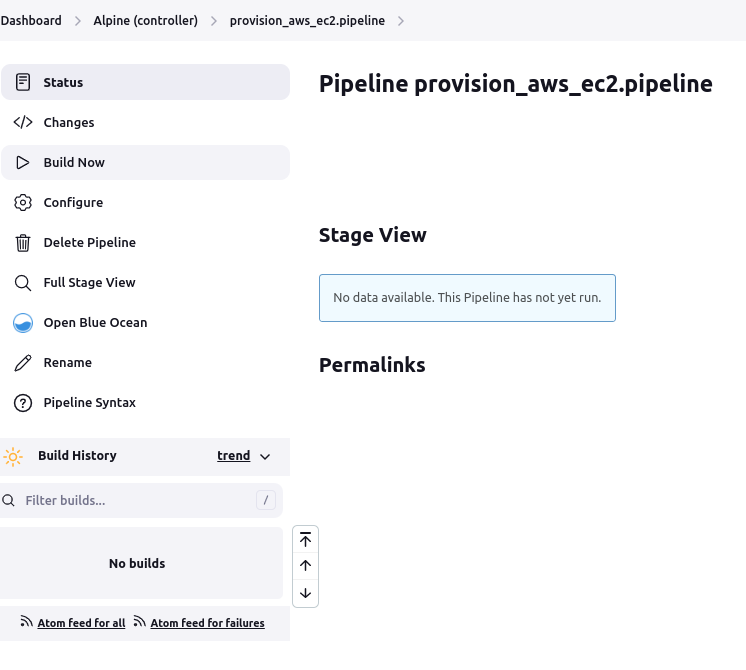 Dashboard > Alpine (controller) > provision_aws_ec2.pipeline >
Status
Changes
Build Now
Configure
Delete Pipeline
Full Stage View
Open Blue Ocean
Rename
Pipeline Syntax
Build History trend
Filter builds... /
No builds
Atom feed for all Atom feed for failures
Pipeline provision_aws_ec2.pipeline
Stage View
No data available. This Pipeline has not yet run.
Permalinks